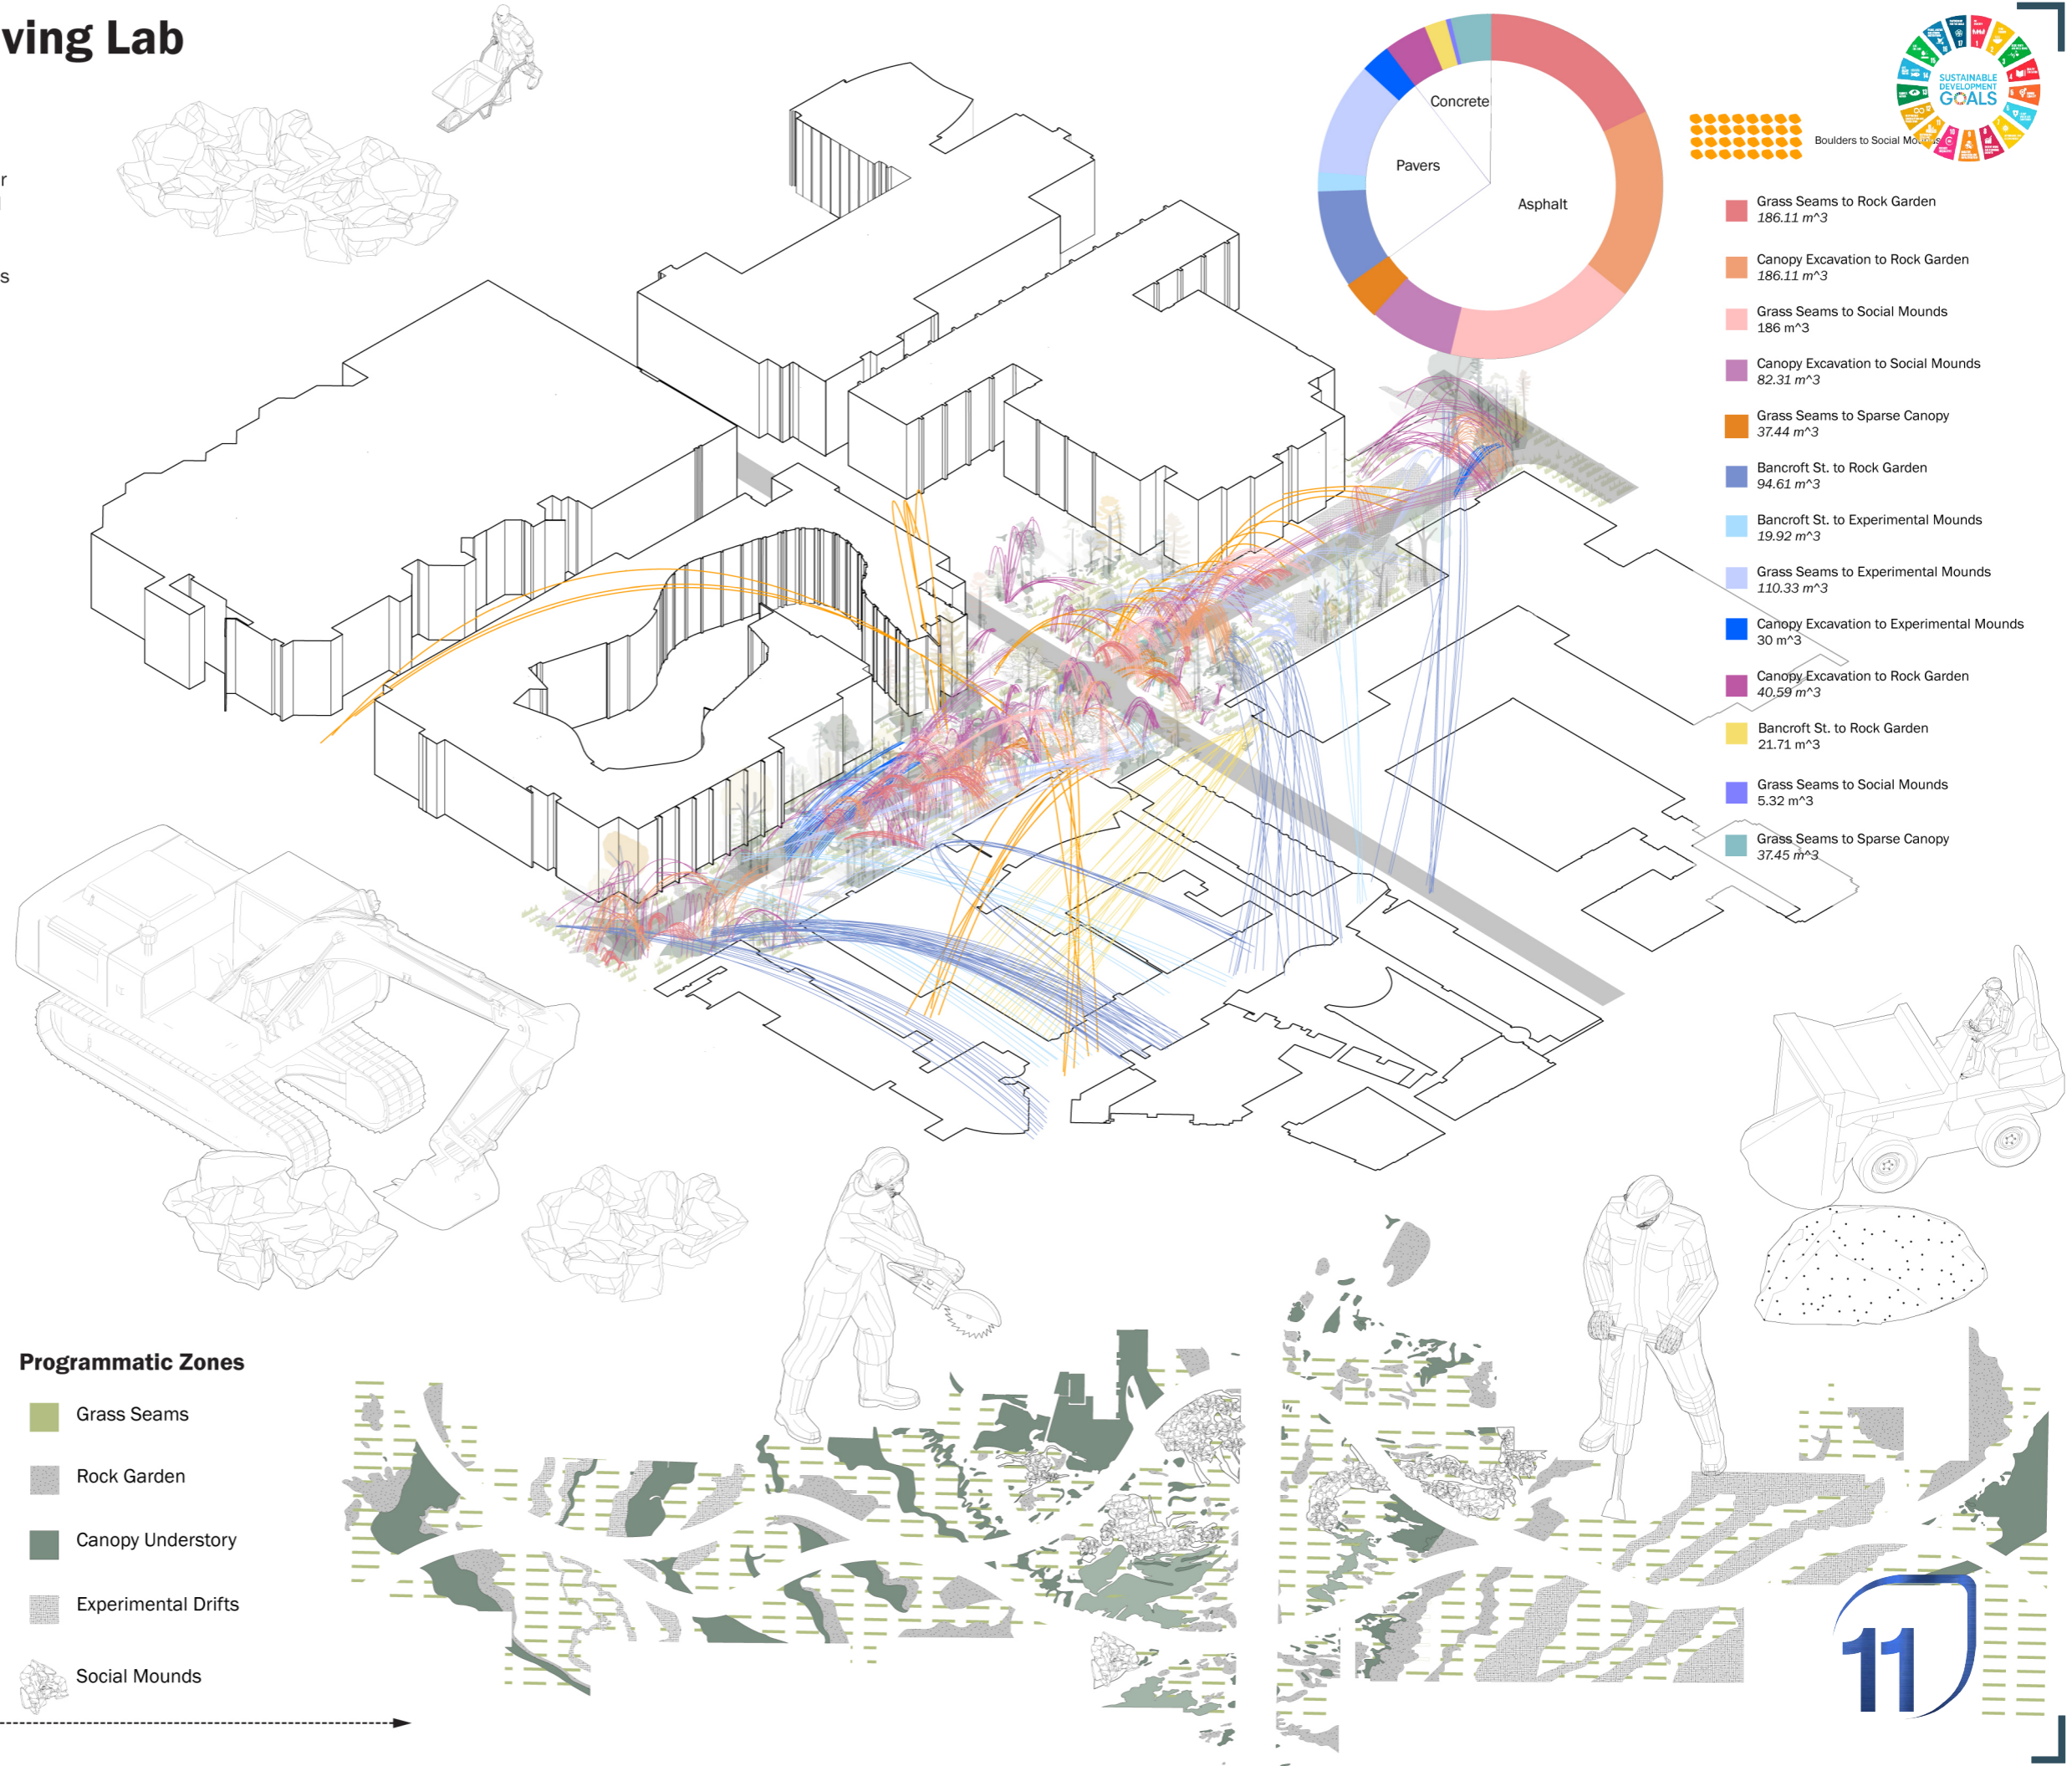 ving Lab
r
s
Concrete
Pavers
Asphalt
SUSTAINABLE
DEVELOPMENT
GOALS
Boulders to Social Mounds
Grass Seams to Rock Garden
186.11 m^3
Canopy Excavation to Rock Garden
186.11 m^3
Grass Seams to Social Mounds
186 m^3
Canopy Excavation to Social Mounds
82.31 m^3
Grass Seams to Sparse Canopy
37.44 m^3
Bancroft St. to Rock Garden
94.61 m^3
Bancroft St. to Experimental Mounds
19.92 m^3
Grass Seams to Experimental Mounds
110.33 m^3
Canopy Excavation to Experimental Mounds
30 m^3
Canopy Excavation to Rock Garden
40.59 m^3
Bancroft St. to Rock Garden
21.71 m^3
Grass Seams to Social Mounds
5.32 m^3
Grass Seams to Sparse Canopy
37.45 m^3
Programmatic Zones
Grass Seams
Rock Garden
Canopy Understory
Experimental Drifts
Social Mounds
11